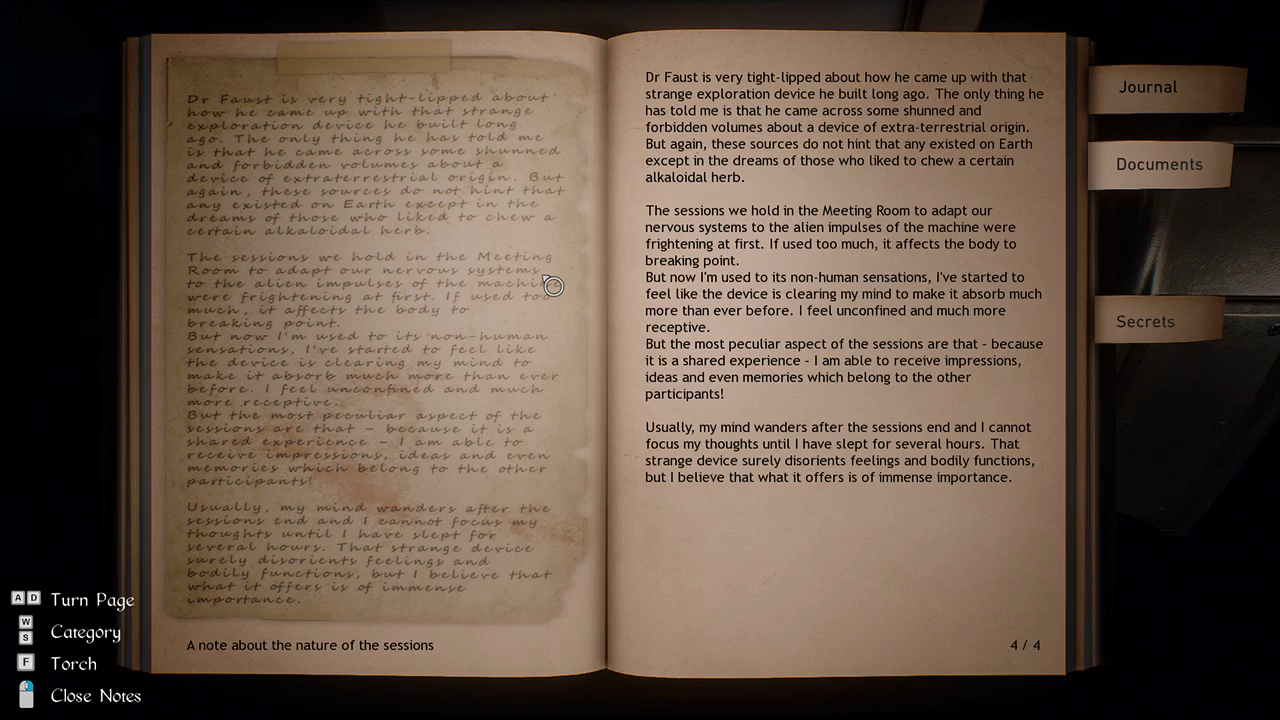 Dr Faust is very tight-lipped about
how he came up with that strange
exploration device he built long
ago. The only thing he has told me
is that he came across some shunned
and forbidden volumes about a
device of extraterrestrial origin. But
again, these sources do not hint that
any existed on Earth except in the
dreams of those who liked to chew a
certain alkaloidal herb.
The sessions we hold in the Meeting
Room to adapt our nervous systems
to the alien impulses of the machine
were frightening at first. If used too
much, it affects the body to
breaking point.
But now I'm used to its non-human
sensations, I've started to feel like
the device is clearing my mind to
make it absorb much more than ever
before. I feel unconfined and much
more receptive.
But the most peculiar aspect of the
sessions are that - because it is a
shared experience - I am able to
receive impressions, ideas and even
memories which belong to the other
participants!
Usually, my mind wanders after the
sessions end and I cannot focus my
thoughts until I have slept for
several hours. That strange device
surely disorients feelings and
bodily functions, but I believe that
what it offers is of immense
importance.
A note about the nature of the sessions
Dr Faust is very tight-lipped about how he came up with that
strange exploration device he built long ago. The only thing he
has told me is that he came across some shunned and
forbidden volumes about a device of extra-terrestrial origin.
But again, these sources do not hint that any existed on Earth
except in the dreams of those who liked to chew a certain
alkaloidal herb.
The sessions we hold in the Meeting Room to adapt our
nervous systems to the alien impulses of the machine were
frightening at first. If used too much, it affects the body to
breaking point.
But now I'm used to its non-human sensations, I've started to
feel like the device is clearing my mind to make it absorb much
more than ever before. I feel unconfined and much more
receptive.
But the most peculiar aspect of the sessions are that - because
it is a shared experience - I am able to receive impressions,
ideas and even memories which belong to the other
participants!
Usually, my mind wanders after the sessions end and I cannot
focus my thoughts until I have slept for several hours. That
strange device surely disorients feelings and bodily functions,
but I believe that what it offers is of immense importance.
4 / 4
Journal
Documents
Secrets
A D Turn Page
W S Category
F Torch
Close Notes